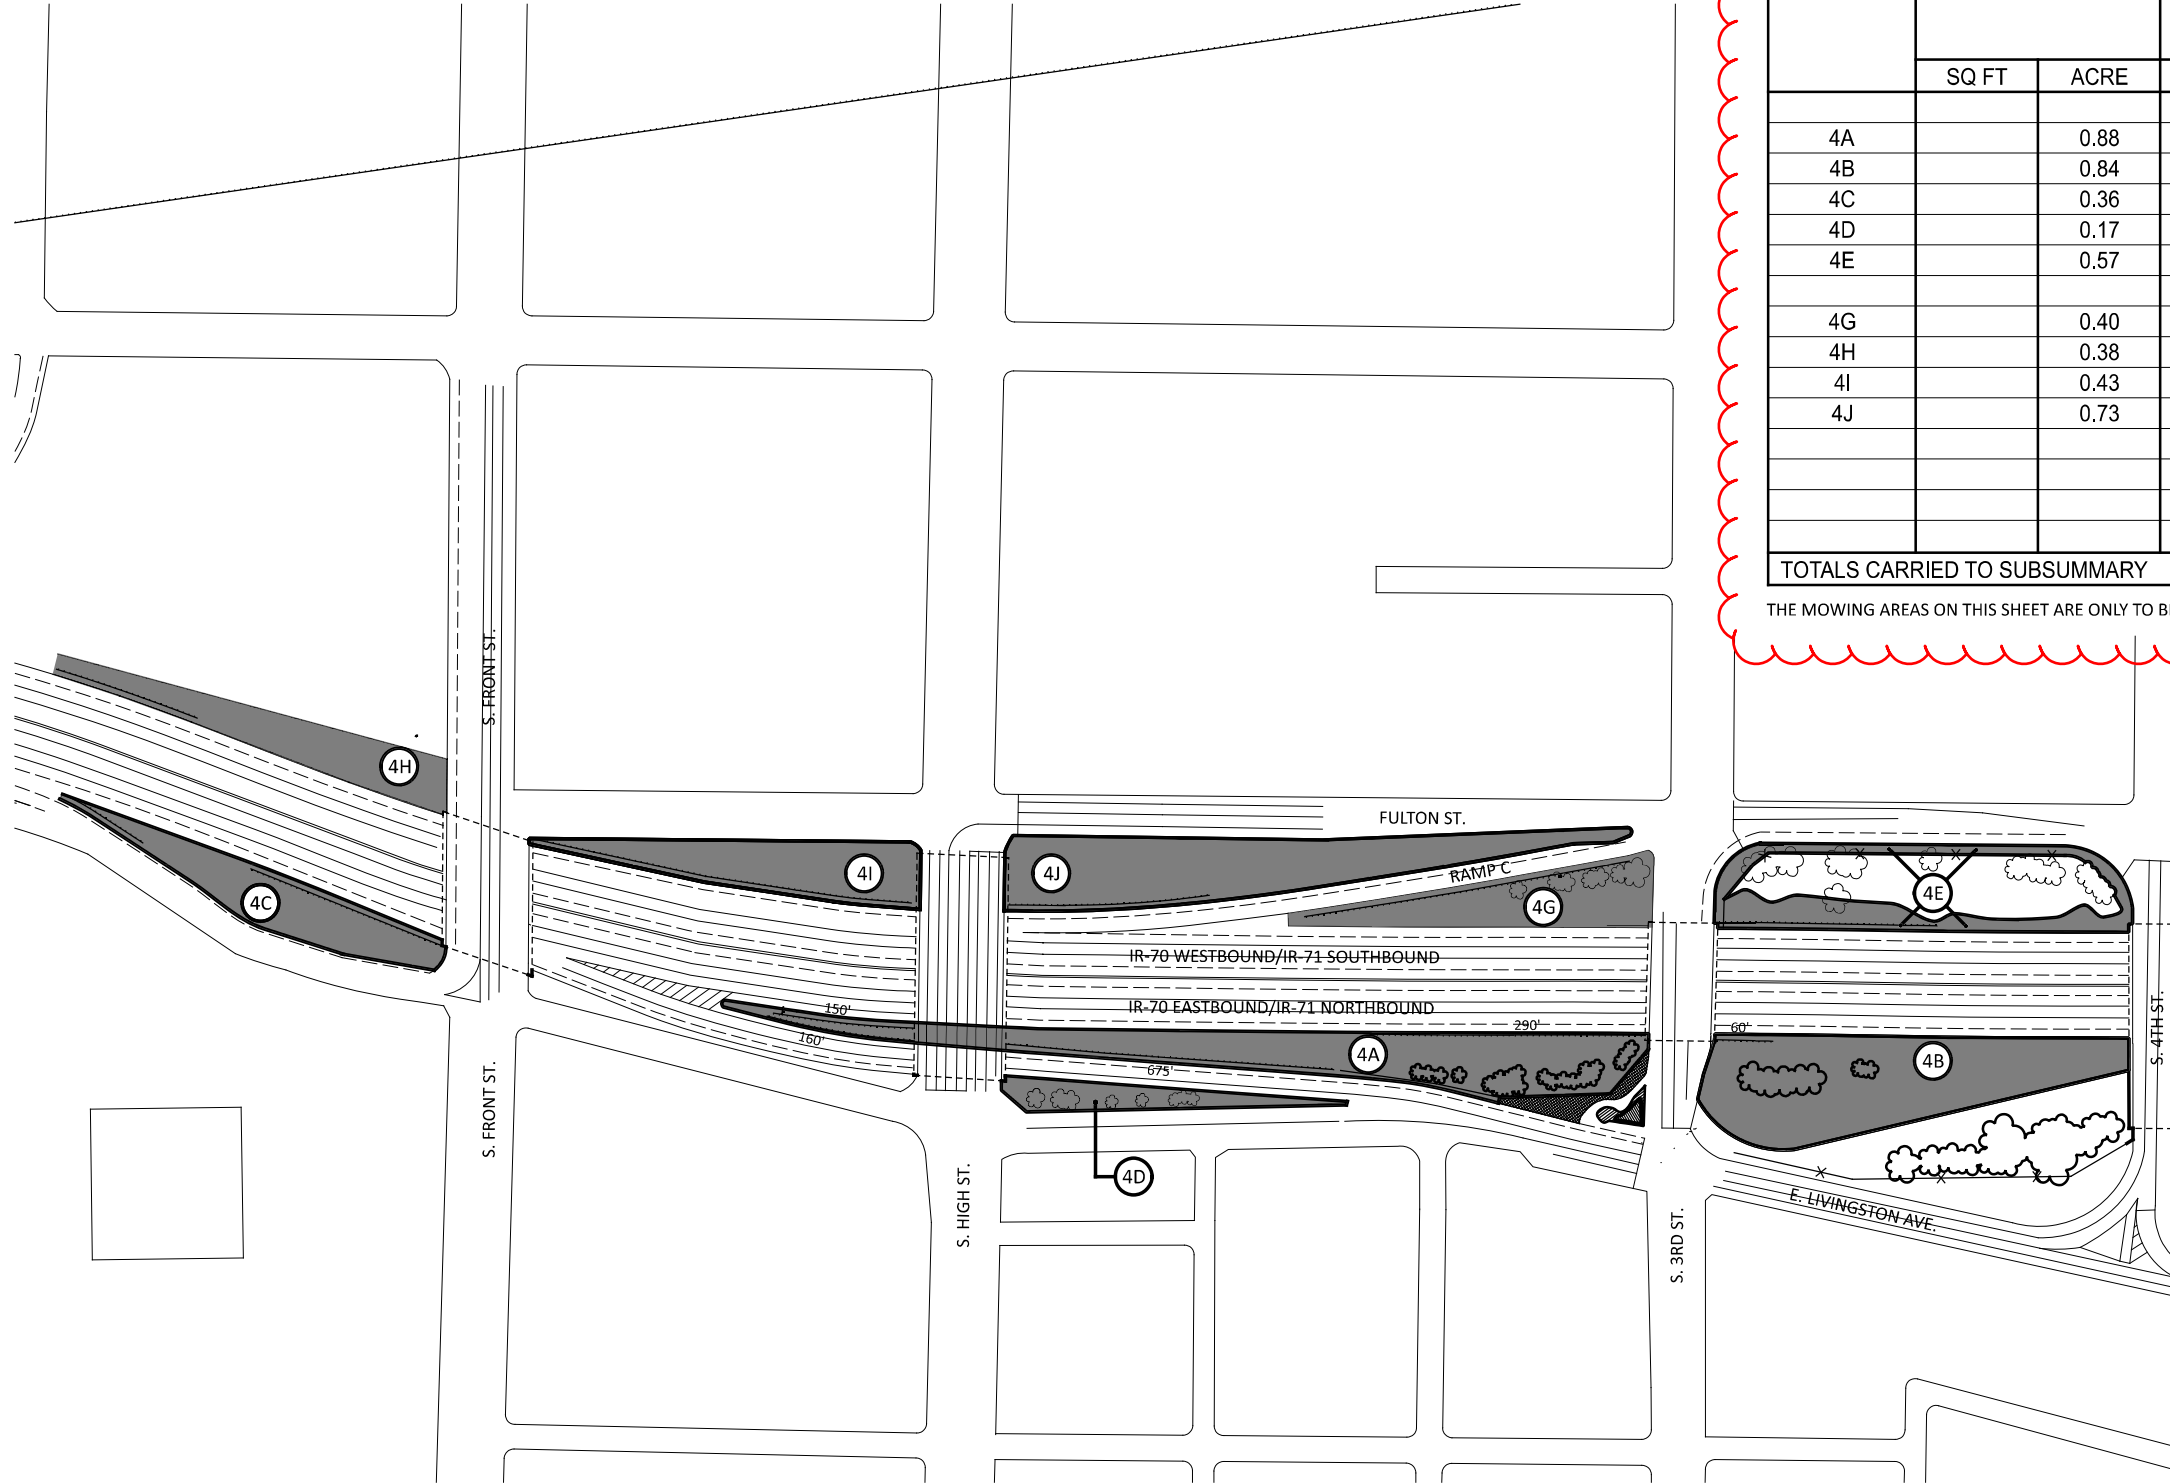 SQ FT ACRE
4A 0.88
4B 0.84
4C 0.36
4D 0.17
4E 0.57
4G 0.40
4H 0.38
4I 0.43
4J 0.73
TOTALS CARRIED TO SUBSUMMARY
THE MOWING AREAS ON THIS SHEET ARE ONLY TO B
S. FRONT ST.
4H
FULTON ST.
4I
4J
RAMP C
4G
4E
4C
IR-70 WESTBOUND/IR-71 SOUTHBOUND
IR-70 EASTBOUND/IR-71 NORTHBOUND
150'
160'
290'
60'
4A
4B
675'
S. 4TH ST.
S. FRONT ST.
4D
S. HIGH ST.
S. 3RD ST.
E. LIVINGSTON AVE.